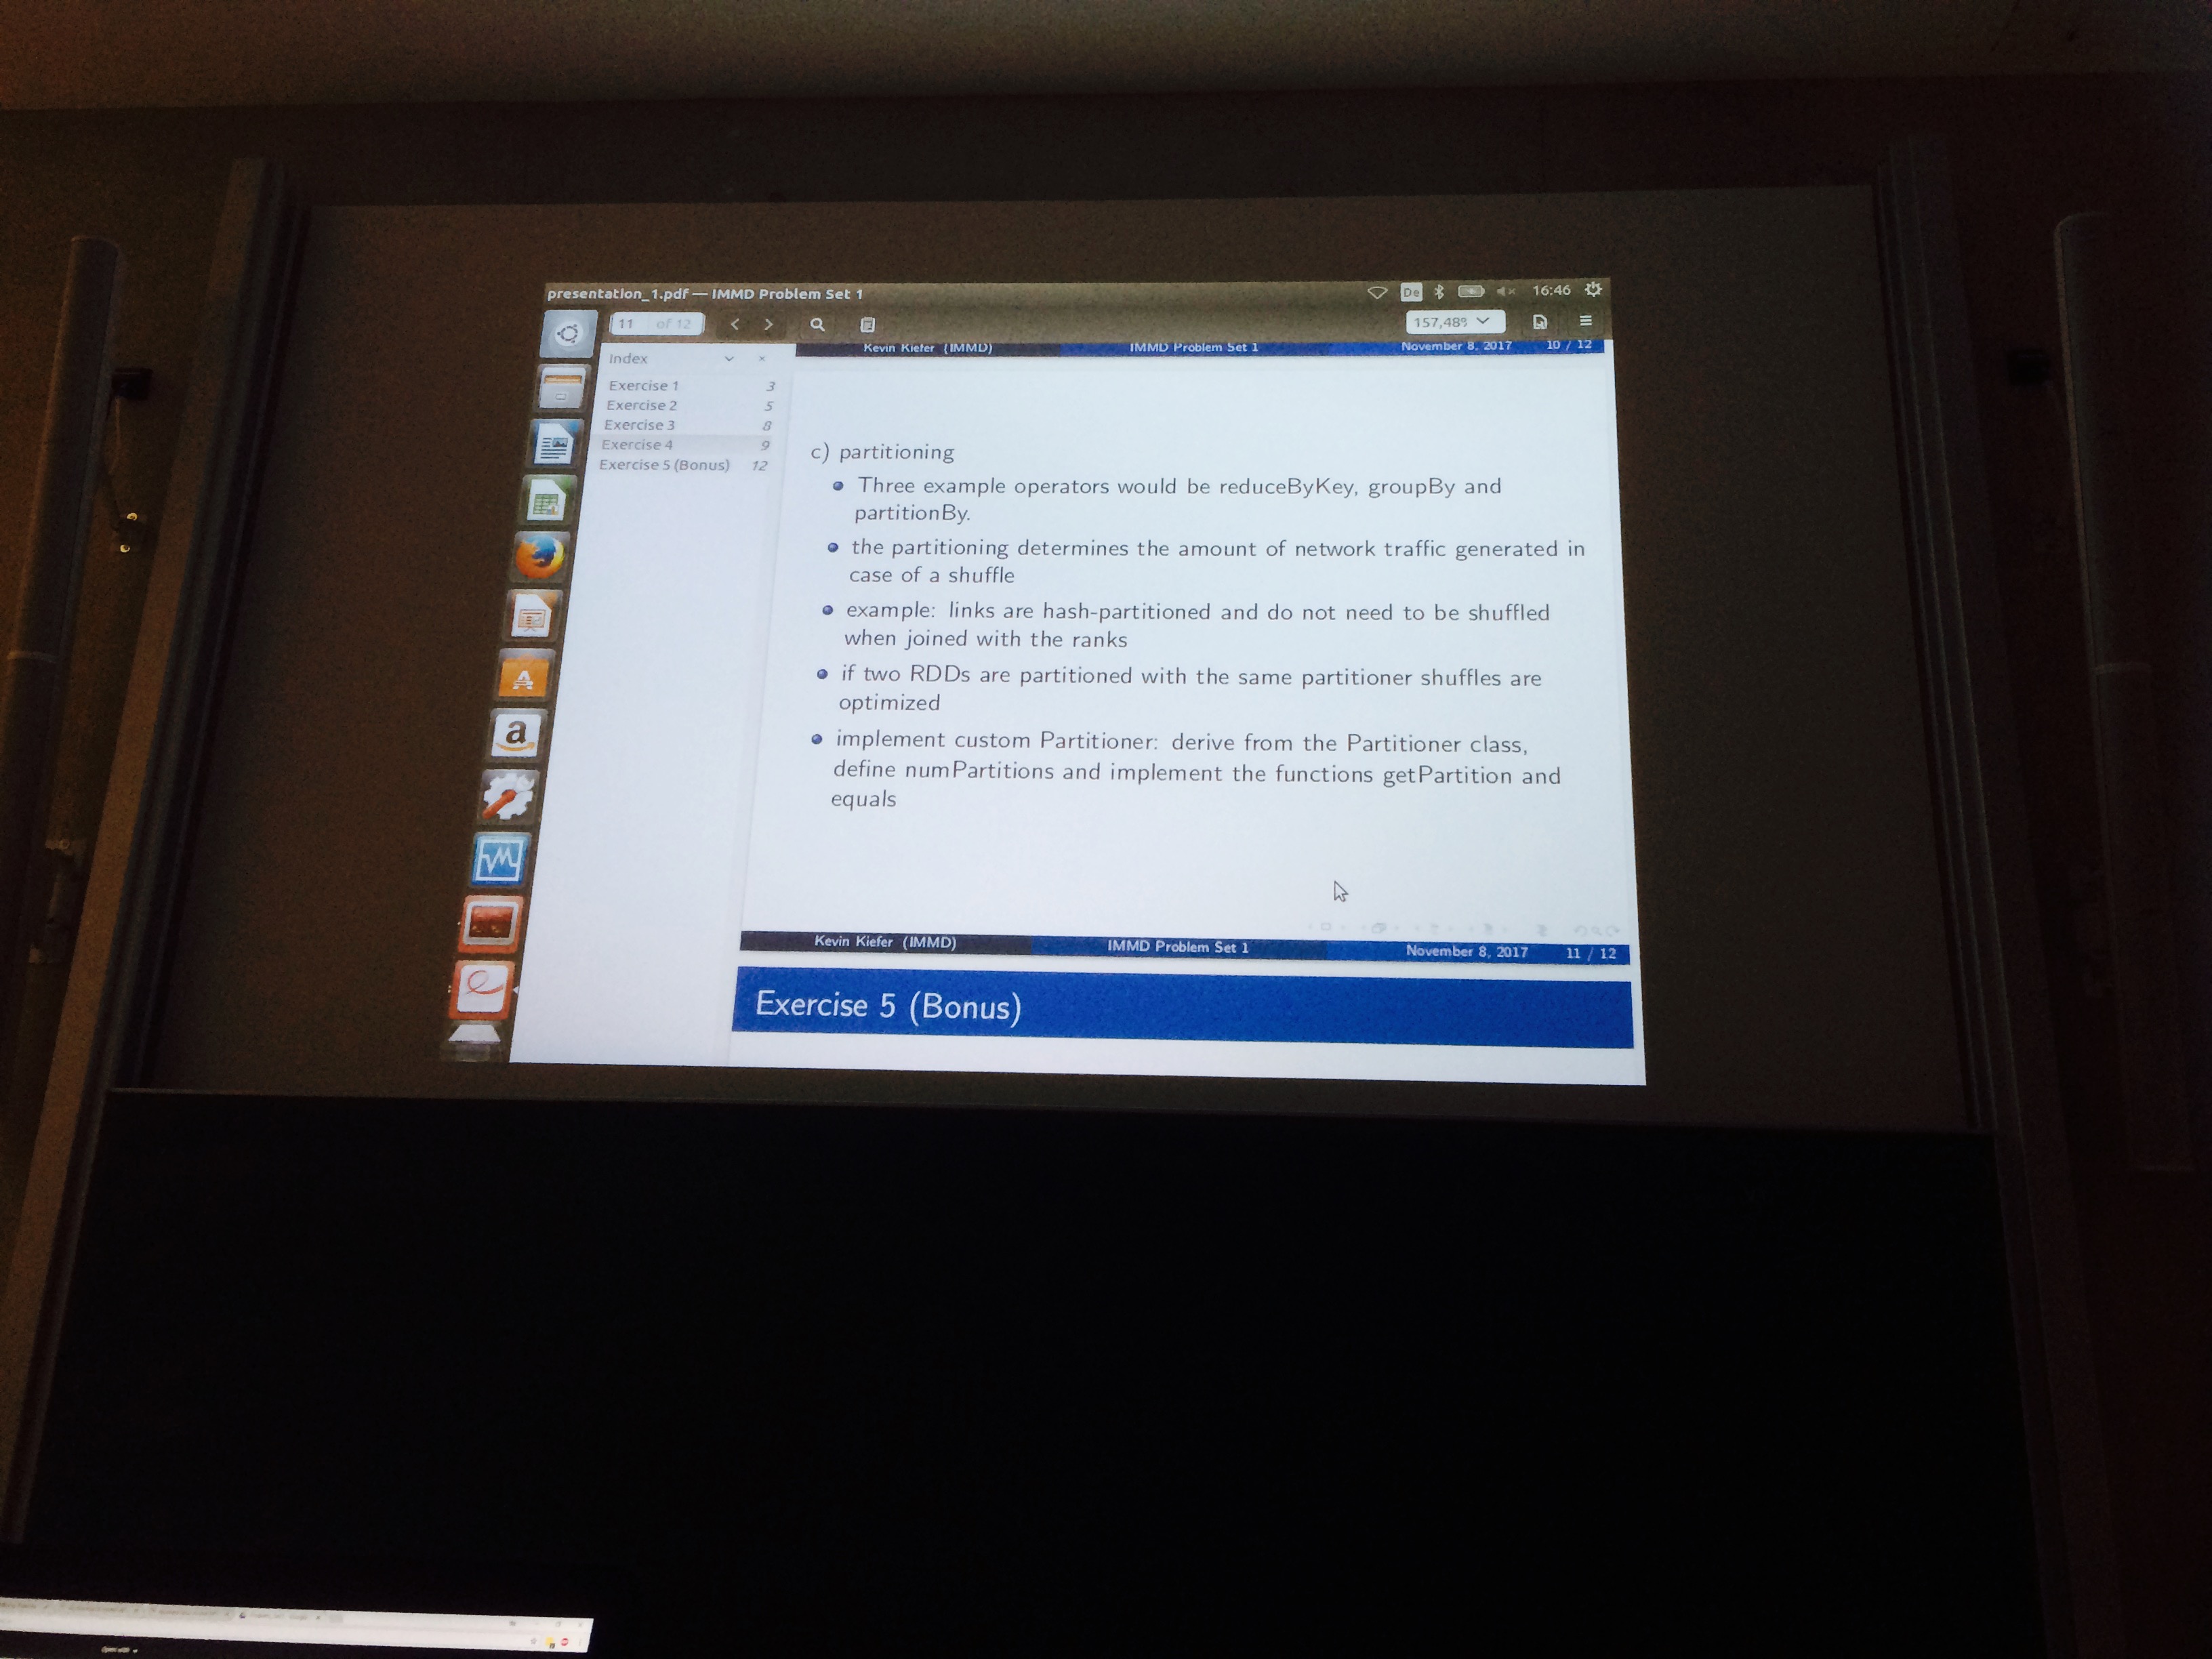 presentation_1.pdf — IMMD Problem Set 1
De
16:46
11 of 12
157,48%
Index
Exercise 1 3
Exercise 2 5
Exercise 3 8
Exercise 4 9
Exercise 5 (Bonus) 12
Kevin Kiefer (IMMD) IMMD Problem Set 1 November 8, 2017 10 / 12
c) partitioning
Three example operators would be reduceByKey, groupBy and
partitionBy.
the partitioning determines the amount of network traffic generated in
case of a shuffle
example: links are hash-partitioned and do not need to be shuffled
when joined with the ranks
if two RDDs are partitioned with the same partitioner shuffles are
optimized
implement custom Partitioner: derive from the Partitioner class,
define numPartitions and implement the functions getPartition and
equals
Kevin Kiefer (IMMD) IMMD Problem Set 1 November 8, 2017 11 / 12
Exercise 5 (Bonus)